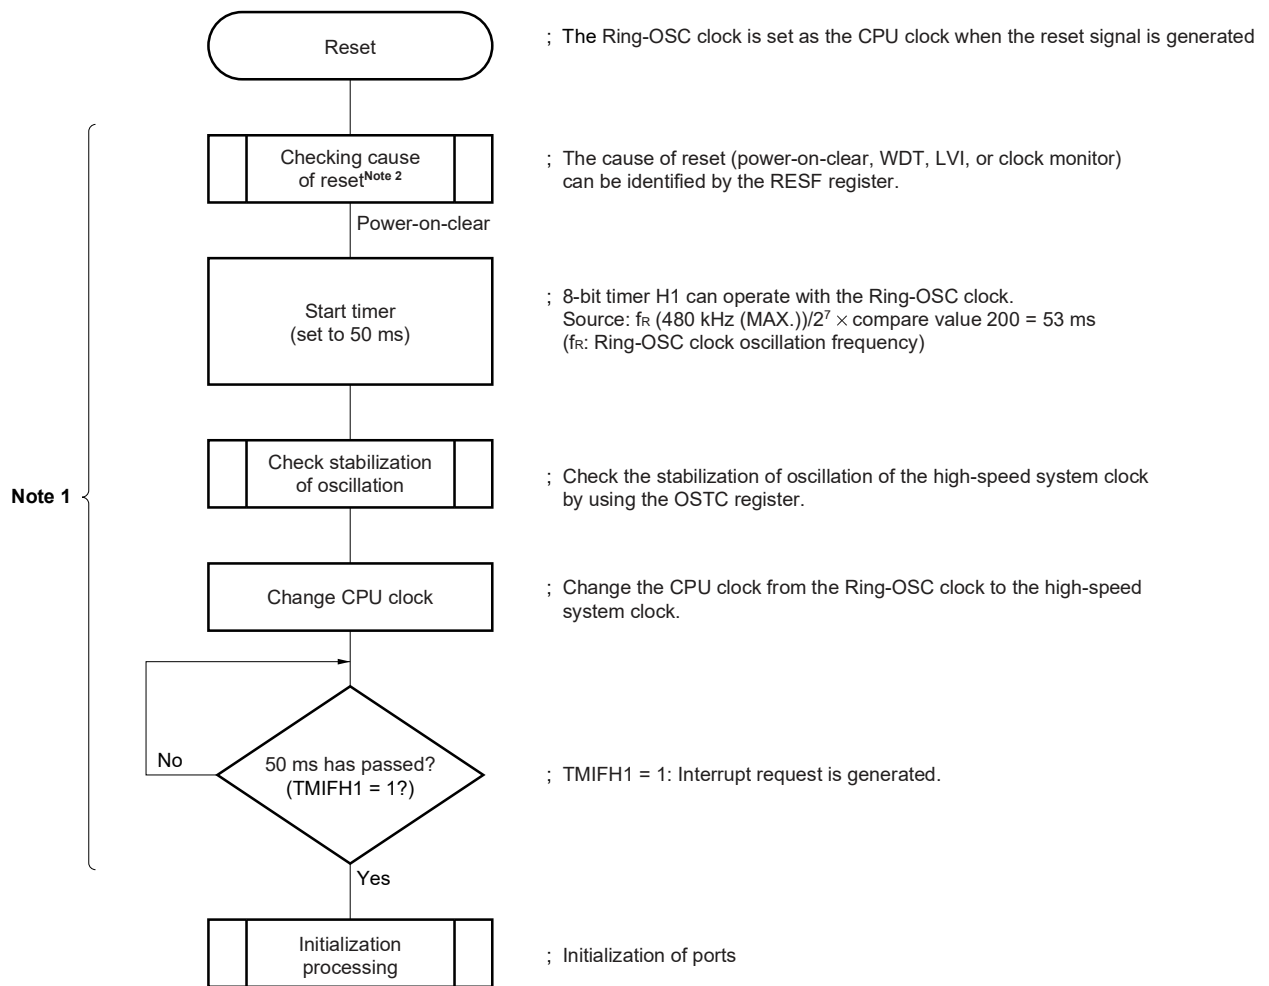 Reset
; The Ring-OSC clock is set as the CPU clock when the reset signal is generated
Checking cause
of reset Note 2
; The cause of reset (power-on-clear, WDT, LVI, or clock monitor)
can be identified by the RESF register.
Power-on-clear
Start timer
(set to 50 ms)
; 8-bit timer H1 can operate with the Ring-OSC clock.
Source: fR (480 kHz (MAX.))/2⁷ × compare value 200 = 53 ms
(fR: Ring-OSC clock oscillation frequency)
Note 1
Check stabilization
of oscillation
; Check the stabilization of oscillation of the high-speed system clock
by using the OSTC register.
Change CPU clock
; Change the CPU clock from the Ring-OSC clock to the high-speed
system clock.
No
50 ms has passed?
(TMIFH1 = 1?)
; TMIFH1 = 1: Interrupt request is generated.
Yes
Initialization
processing
; Initialization of ports